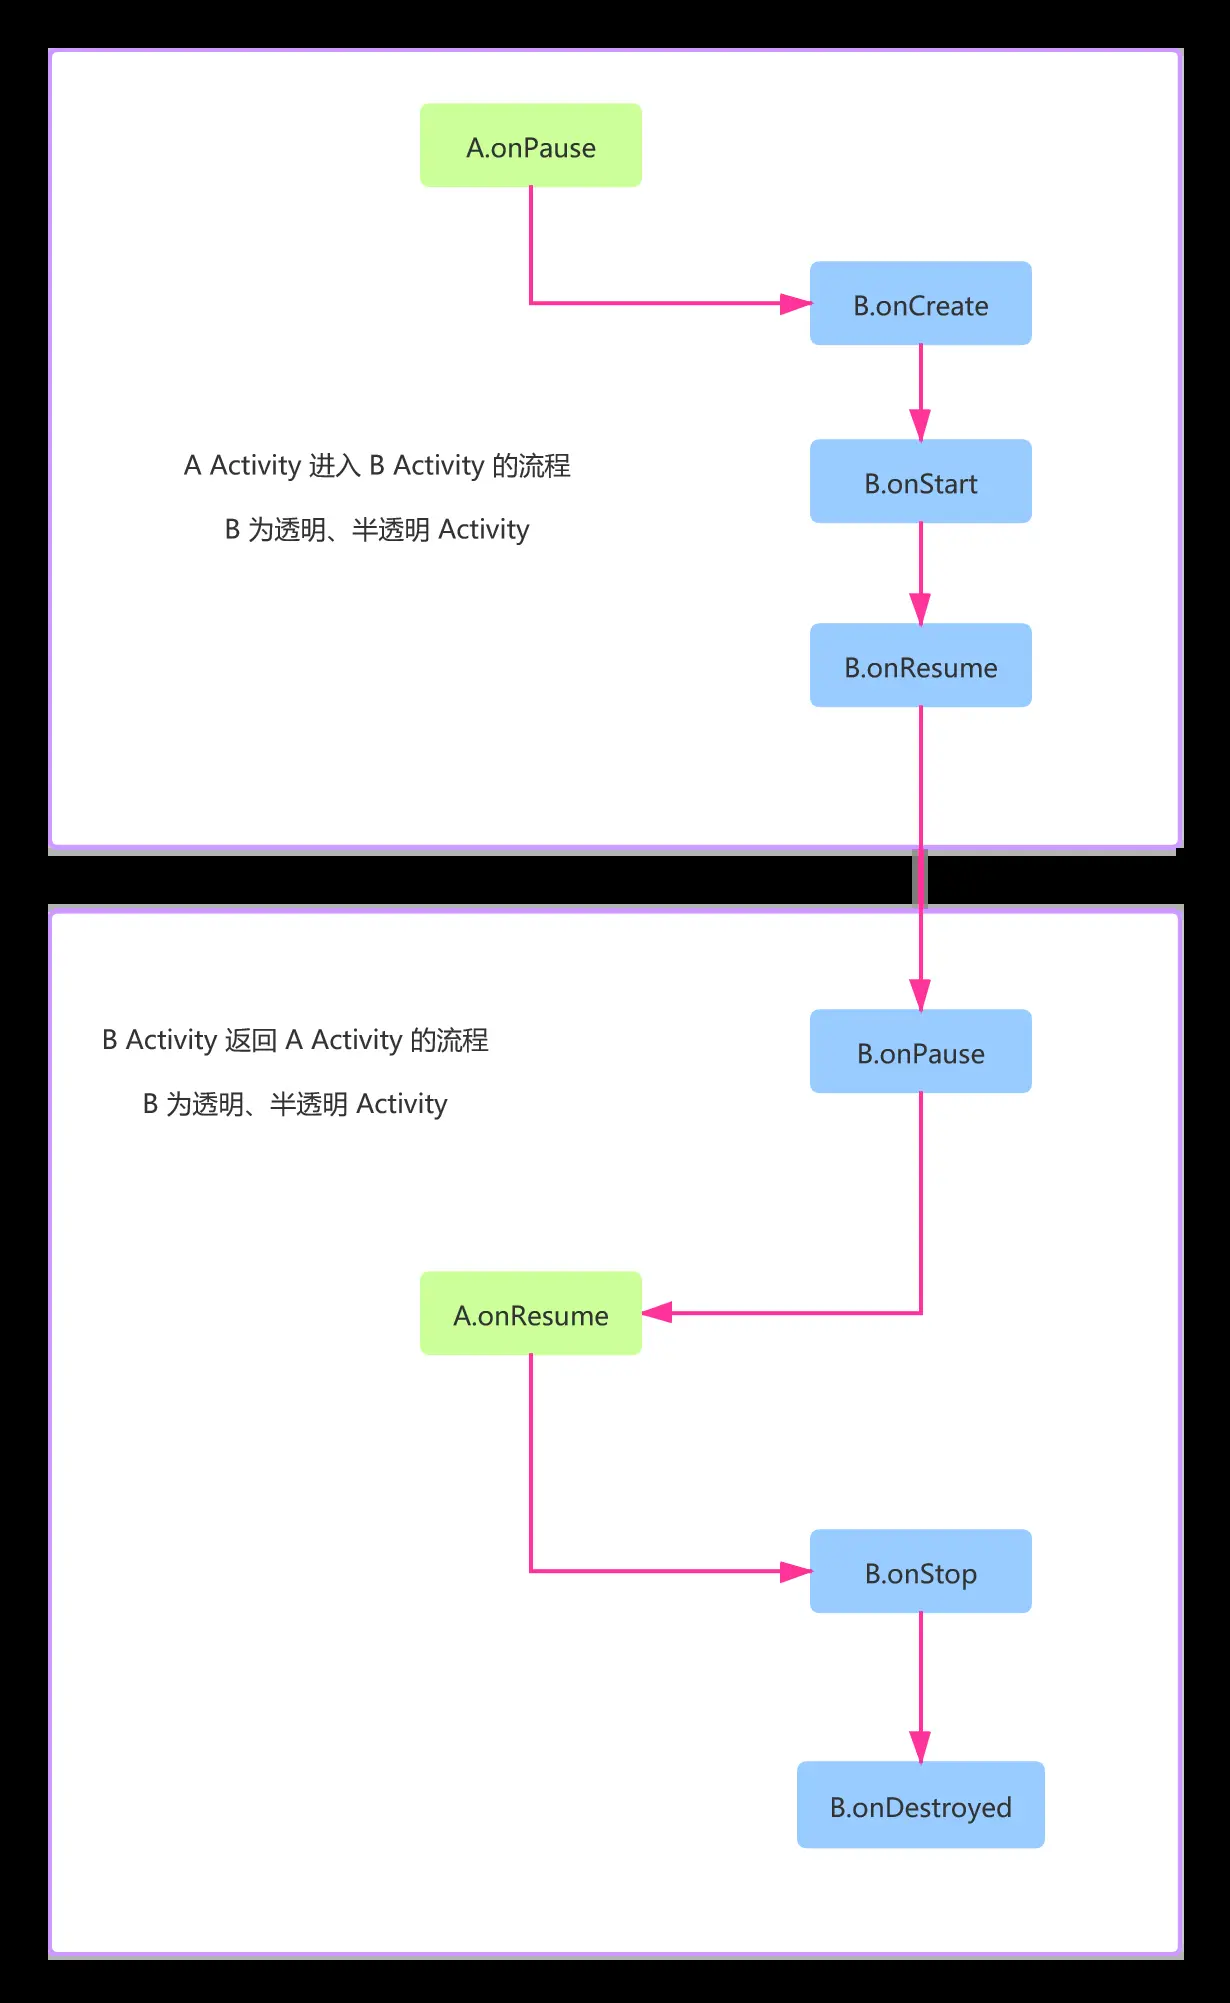 A.onPause
B.onCreate
A Activity 进入 B Activity 的流程
B 为透明、半透明 Activity
B.onStart
B.onResume
B Activity 返回 A Activity 的流程
B 为透明、半透明 Activity
B.onPause
A.onResume
B.onStop
B.onDestroyed